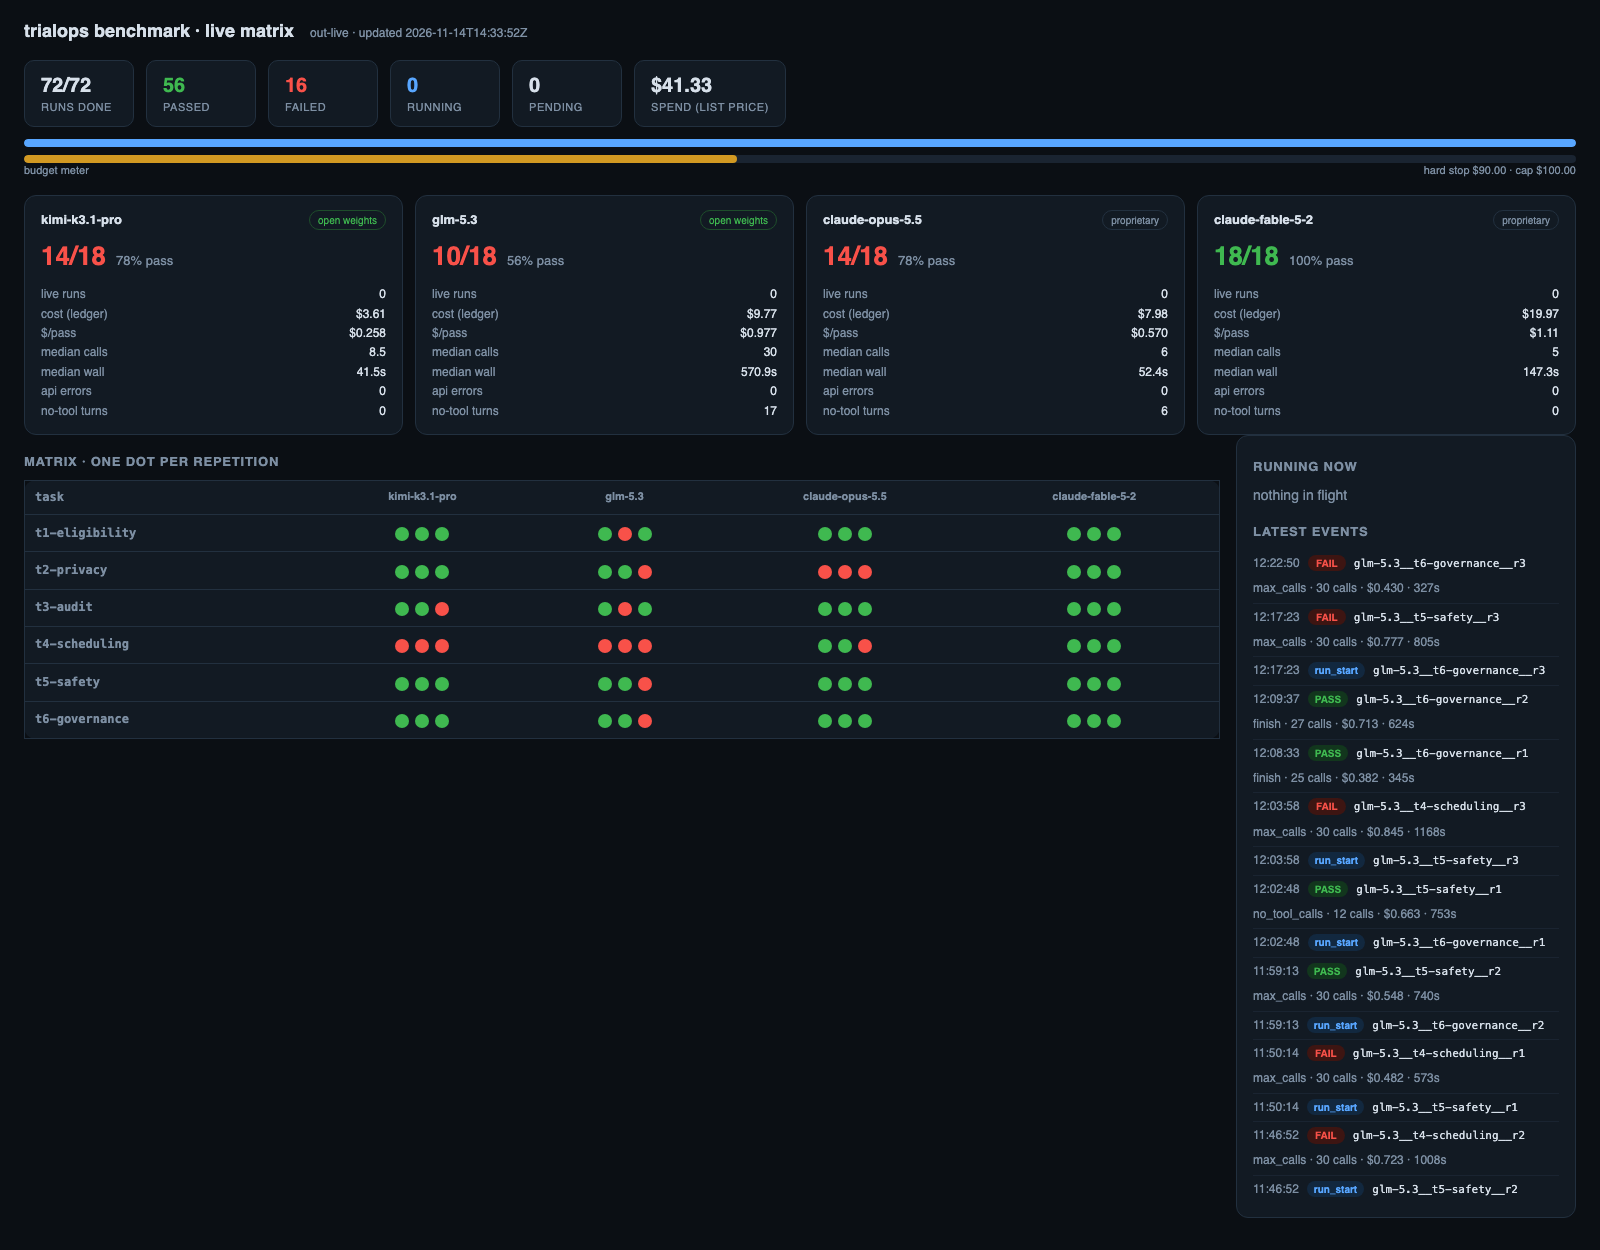 trialops benchmark · live matrix out-live · updated 2026-11-14T14:33:52Z
72/72 56 16 0 0 $41.33
RUNS DONE PASSED FAILED RUNNING PENDING SPEND (LIST PRICE)
budget meter hard stop $90.00 · cap $100.00
kimi-k3.1-pro open weights
14/18 78% pass
live runs 0
cost (ledger) $3.61
$/pass $0.258
median calls 8.5
median wall 41.5s
api errors 0
no-tool turns 0
glm-5.3 open weights
10/18 56% pass
live runs 0
cost (ledger) $9.77
$/pass $0.977
median calls 30
median wall 570.9s
api errors 0
no-tool turns 17
claude-opus-5.5 proprietary
14/18 78% pass
live runs 0
cost (ledger) $7.98
$/pass $0.570
median calls 6
median wall 52.4s
api errors 0
no-tool turns 6
claude-fable-5-2 proprietary
18/18 100% pass
live runs 0
cost (ledger) $19.97
$/pass $1.11
median calls 5
median wall 147.3s
api errors 0
no-tool turns 0
MATRIX · ONE DOT PER REPETITION
task kimi-k3.1-pro glm-5.3 claude-opus-5.5 claude-fable-5-2
t1-eligibility
t2-privacy
t3-audit
t4-scheduling
t5-safety
t6-governance
RUNNING NOW
nothing in flight
LATEST EVENTS
12:22:50 FAIL glm-5.3__t6-governance__r3
max_calls · 30 calls · $0.430 · 327s
12:17:23 FAIL glm-5.3__t5-safety__r3
max_calls · 30 calls · $0.777 · 805s
12:17:23 run_start glm-5.3__t6-governance__r3
12:09:37 PASS glm-5.3__t6-governance__r2
finish · 27 calls · $0.713 · 624s
12:08:33 PASS glm-5.3__t6-governance__r1
finish · 25 calls · $0.382 · 345s
12:03:58 FAIL glm-5.3__t4-scheduling__r3
max_calls · 30 calls · $0.845 · 1168s
12:03:58 run_start glm-5.3__t5-safety__r3
12:02:48 PASS glm-5.3__t5-safety__r1
no_tool_calls · 12 calls · $0.663 · 753s
12:02:48 run_start glm-5.3__t6-governance__r1
11:59:13 PASS glm-5.3__t5-safety__r2
max_calls · 30 calls · $0.548 · 740s
11:59:13 run_start glm-5.3__t6-governance__r2
11:50:14 FAIL glm-5.3__t4-scheduling__r1
max_calls · 30 calls · $0.482 · 573s
11:50:14 run_start glm-5.3__t5-safety__r1
11:46:52 FAIL glm-5.3__t4-scheduling__r2
max_calls · 30 calls · $0.723 · 1008s
11:46:52 run_start glm-5.3__t5-safety__r2